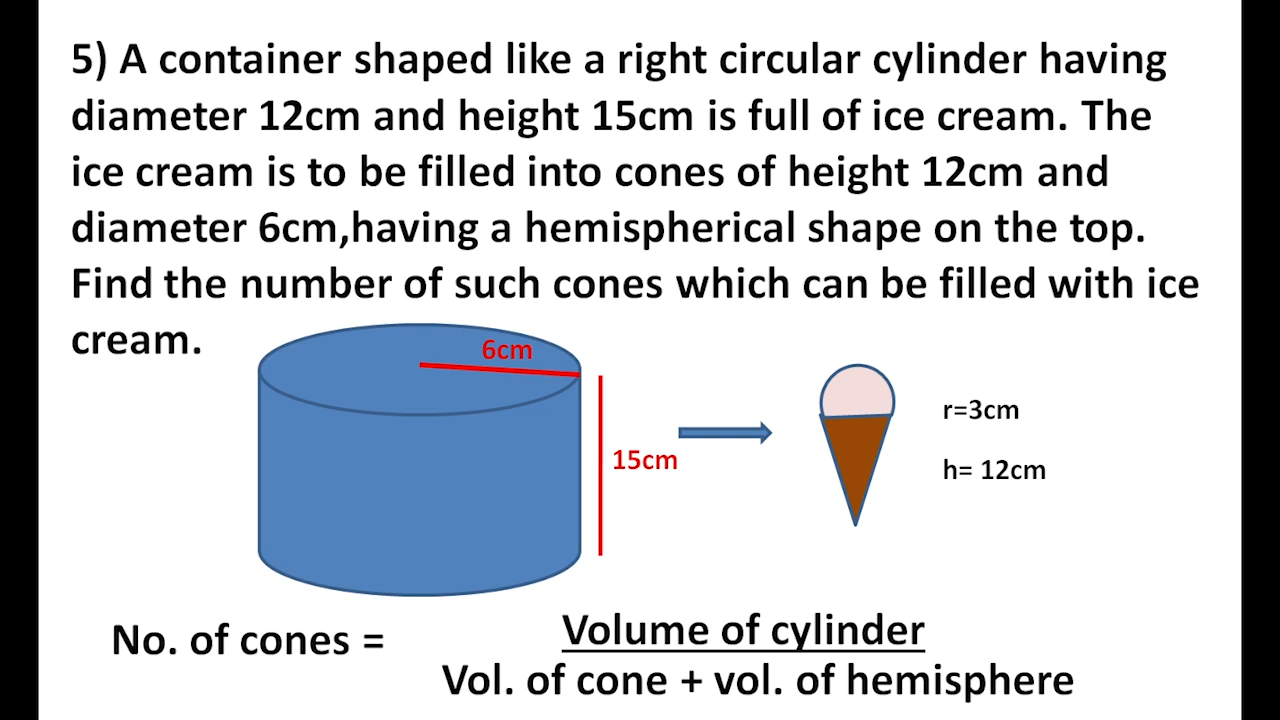 5) A container shaped like a right circular cylinder having
diameter 12cm and height 15cm is full of ice cream. The
ice cream is to be filled into cones of height 12cm and
diameter 6cm,having a hemispherical shape on the top.
Find the number of such cones which can be filled with ice
cream.
6cm
15cm
r=3cm
h= 12cm
No. of cones =
Volume of cylinder
Vol. of cone + vol. of hemisphere